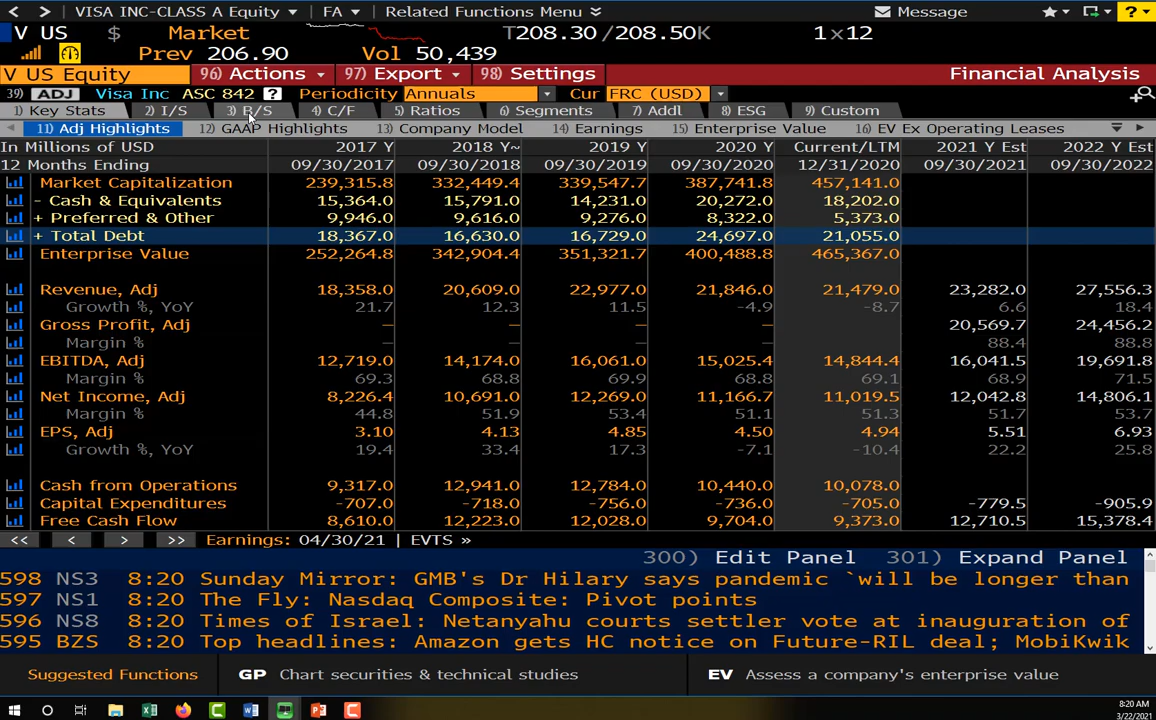 < > VISA INC-CLASS A Equity FA Related Functions Menu Message ?
V US $ Market T208.30/208.50K 1×12
Prev 206.90 Vol 50,439
V US Equity 96) Actions 97) Export 98) Settings Financial Analysis
39) ADJ Visa Inc ASC 842 ? Periodicity Annuals Cur FRC (USD)
1) Key Stats 2) I/S 3) B/S 4) C/F 5) Ratios 6) Segments 7) Addl 8) ESG 9) Custom
11) Adj Highlights 12) GAAP Highlights 13) Company Model 14) Earnings 15) Enterprise Value 16) EV Ex Operating Leases
In Millions of USD 2017 Y 2018 Y~ 2019 Y 2020 Y Current/LTM 2021 Y Est 2022 Y Est
12 Months Ending 09/30/2017 09/30/2018 09/30/2019 09/30/2020 12/31/2020 09/30/2021 09/30/2022
Market Capitalization 239,315.8 332,449.4 339,547.7 387,741.8 457,141.0
- Cash & Equivalents 15,364.0 15,791.0 14,231.0 20,272.0 18,202.0
+ Preferred & Other 9,946.0 9,616.0 9,276.0 8,322.0 5,373.0
+ Total Debt 18,367.0 16,630.0 16,729.0 24,697.0 21,055.0
Enterprise Value 252,264.8 342,904.4 351,321.7 400,488.8 465,367.0
Revenue, Adj 18,358.0 20,609.0 22,977.0 21,846.0 21,479.0 23,282.0 27,556.3
Growth %, YoY 21.7 12.3 11.5 -4.9 -8.7 6.6 18.4
Gross Profit, Adj — — — — 20,569.7 24,456.2
Margin % — — — — 88.4 88.8
EBITDA, Adj 12,719.0 14,174.0 16,061.0 15,025.4 14,844.4 16,041.5 19,691.8
Margin % 69.3 68.8 69.9 68.8 69.1 68.9 71.5
Net Income, Adj 8,226.4 10,691.0 12,269.0 11,166.7 11,019.5 12,042.8 14,806.1
Margin % 44.8 51.9 53.4 51.1 51.3 51.7 53.7
EPS, Adj 3.10 4.13 4.85 4.50 4.94 5.51 6.93
Growth %, YoY 19.4 33.4 17.3 -7.1 -10.4 22.2 25.8
Cash from Operations 9,317.0 12,941.0 12,784.0 10,440.0 10,078.0
Capital Expenditures -707.0 -718.0 -756.0 -736.0 -705.0 -779.5 -905.9
Free Cash Flow 8,610.0 12,223.0 12,028.0 9,704.0 9,373.0 12,710.5 15,378.4
<< < > >> Earnings: 04/30/21 | EVTS »
300) Edit Panel 301) Expand Panel
598 NS3 8:20 Sunday Mirror: GMB's Dr Hilary says pandemic `will be longer than
597 NS1 8:20 The Fly: Nasdaq Composite: Pivot points
596 NS8 8:20 Times of Israel: Netanyahu courts settler vote at inauguration of
595 BZS 8:20 Top headlines: Amazon gets HC notice on Future-RIL deal; MobiKwik
Suggested Functions GP Chart securities & technical studies EV Assess a company's enterprise value
8:20 AM
3/22/2021